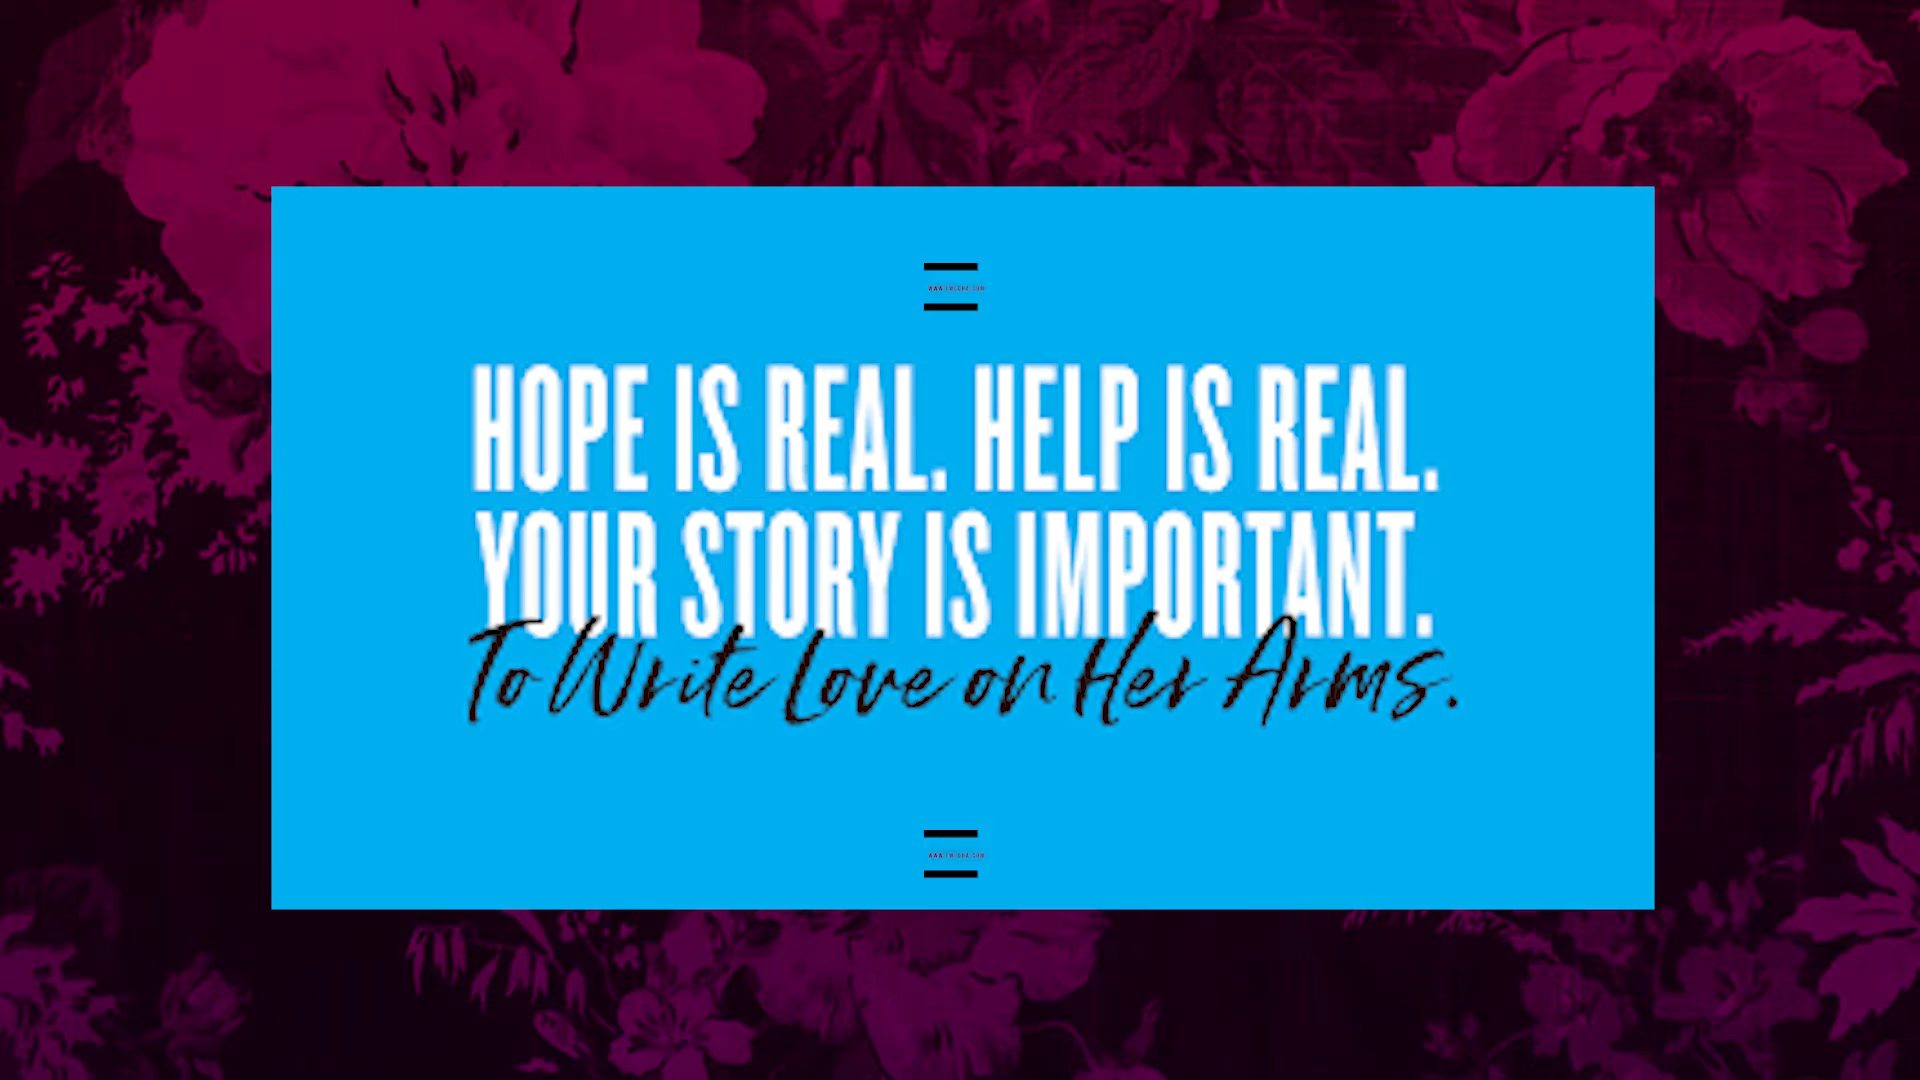 HOPE IS REAL. HELP IS REAL.
YOUR STORY IS IMPORTANT.
To Write Love on Her Arms.